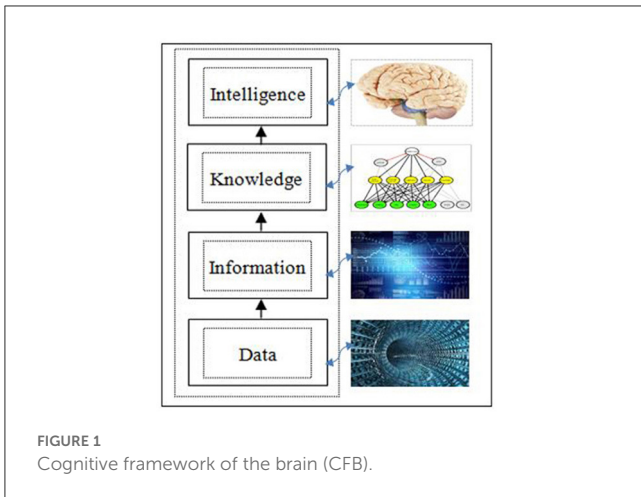 Intelligence
Knowledge
Information
Data
FIGURE 1
Cognitive framework of the brain (CFB).